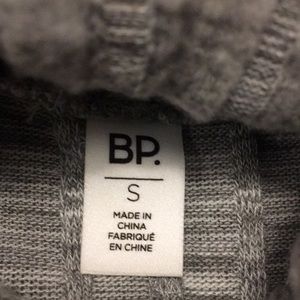 BP.
S
MADE IN
CHINA
FABRIQUÉ
EN CHINE